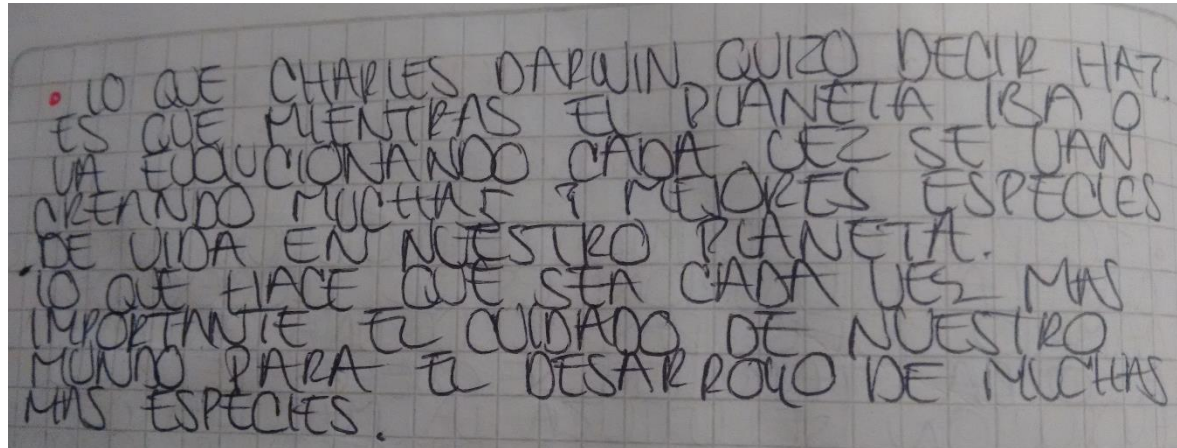 • LO QUE CHARLES DARWIN QUIZO DECIR HAY.
ES QUE MIENTRAS EL PLANETA IBA O
VA EVOLUCIONANDO CADA VEZ SE VAN
CREANDO MUCHAS Y MEJORES ESPECIES
DE VIDA EN NUESTRO PLANETA.
• LO QUE HACE QUE SEA CADA VES MAS
IMPORTANTE EL CUIDADO DE NUESTRO
MUNDO PARA EL DESARROYO DE MUCHAS
MAS ESPECIES.